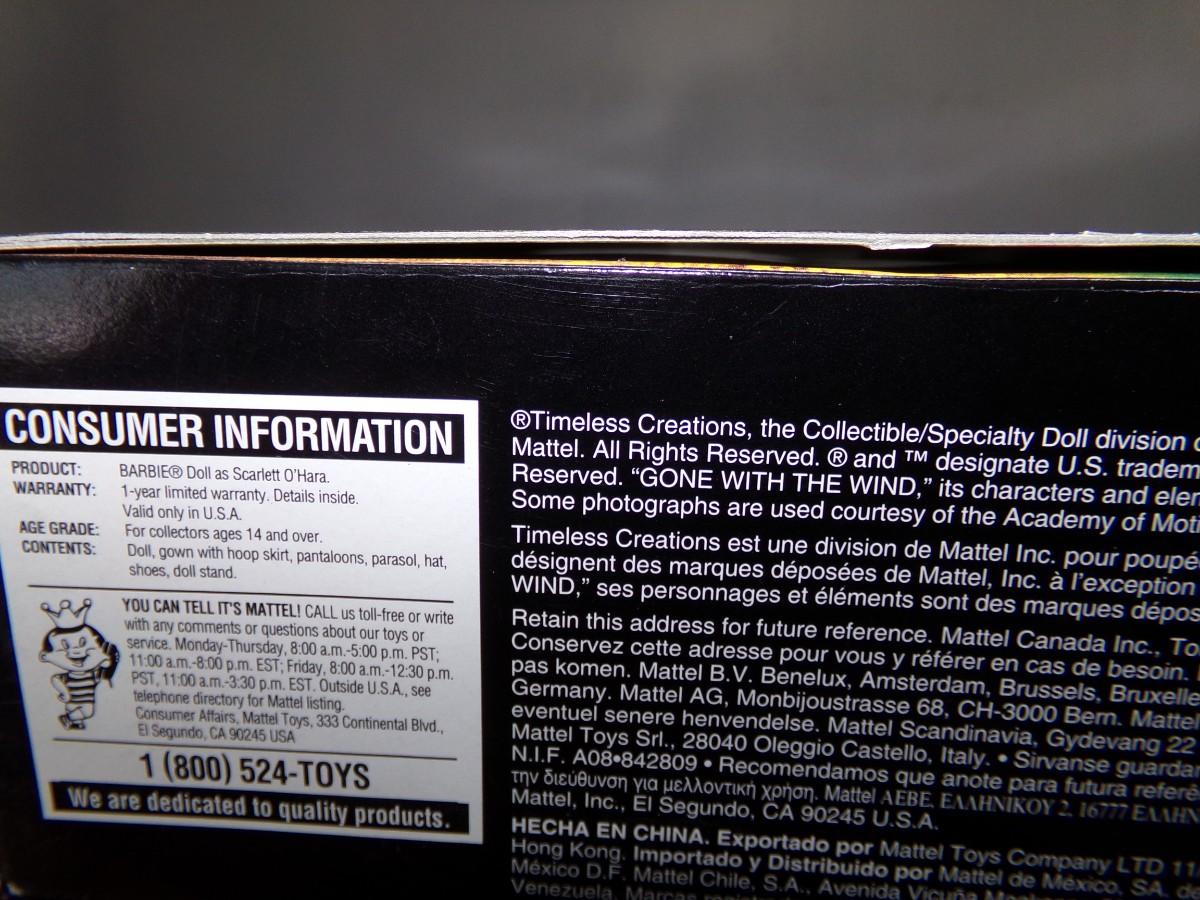 CONSUMER INFORMATION
PRODUCT: BARBIE® Doll as Scarlett O'Hara.
WARRANTY: 1-year limited warranty. Details inside.
Valid only in U.S.A.
AGE GRADE: For collectors ages 14 and over.
CONTENTS: Doll, gown with hoop skirt, pantaloons, parasol, hat,
shoes, doll stand.
YOU CAN TELL IT'S MATTEL! CALL us toll-free or write
with any comments or questions about our toys or
service. Monday-Thursday, 8:00 a.m.-5:00 p.m. PST;
11:00 a.m.-8:00 p.m. EST; Friday, 8:00 a.m.-12:30 p.m.
PST, 11:00 a.m.-3:30 p.m. EST. Outside U.S.A., see
telephone directory for Mattel listing.
Consumer Affairs, Mattel Toys, 333 Continental Blvd.,
El Segundo, CA 90245 USA
1 (800) 524-TOYS
We are dedicated to quality products.
®Timeless Creations, the Collectible/Specialty Doll division
Mattel. All Rights Reserved. ® and ™ designate U.S. tradem
Reserved. “GONE WITH THE WIND,” its characters and elem
Some photographs are used courtesy of the Academy of Mot
Timeless Creations est une division de Mattel Inc. pour poupé
désignent des marques déposées de Mattel, Inc. à l'exception
WIND,” ses personnages et éléments sont des marques dépos
Retain this address for future reference. Mattel Canada Inc., To
Conservez cette adresse pour vous y référer en cas de besoin.
pas komen. Mattel B.V. Benelux, Amsterdam, Brussels, Bruxelle
Germany. Mattel AG, Monbijoustrasse 68, CH-3000 Bern. Mattel
eventuel senere henvendelse. Mattel Scandinavia, Gydevang 22
Mattel Toys Srl., 28040 Oleggio Castello, Italy. • Sirvanse guarda
N.I.F. A08•842809 • Recomendamos que anote para futura referê
την διεύθυνση για μελλοντική χρήση. Mattel AEBE, ΕΛΛΗΝΙΚΟΥ 2, 16777 ΕΛΛΗΝ
Mattel, Inc., El Segundo, CA 90245 U.S.A.
HECHA EN CHINA. Exportado por Mattel Toys Company LTD 11
Hong Kong. Importado y Distribuido por Mattel de México, SA. de
México D.F. Mattel Chile, S.A., Avenida Vicuña
Venezuela. Marcas